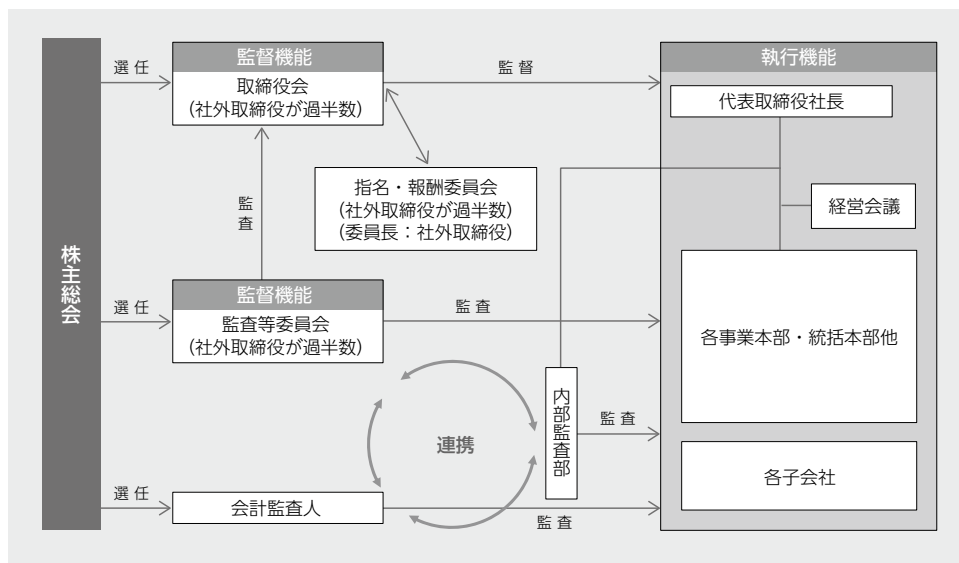 株主総会
選任
監督機能
取締役会
(社外取締役が過半数)
監督
執行機能
代表取締役社長
指名・報酬委員会
(社外取締役が過半数)
(委員長：社外取締役)
経営会議
監査
選任
監督機能
監査等委員会
(社外取締役が過半数)
監査
各事業本部・統括本部他
連携
内部監査部
監査
各子会社
選任
会計監査人
監査